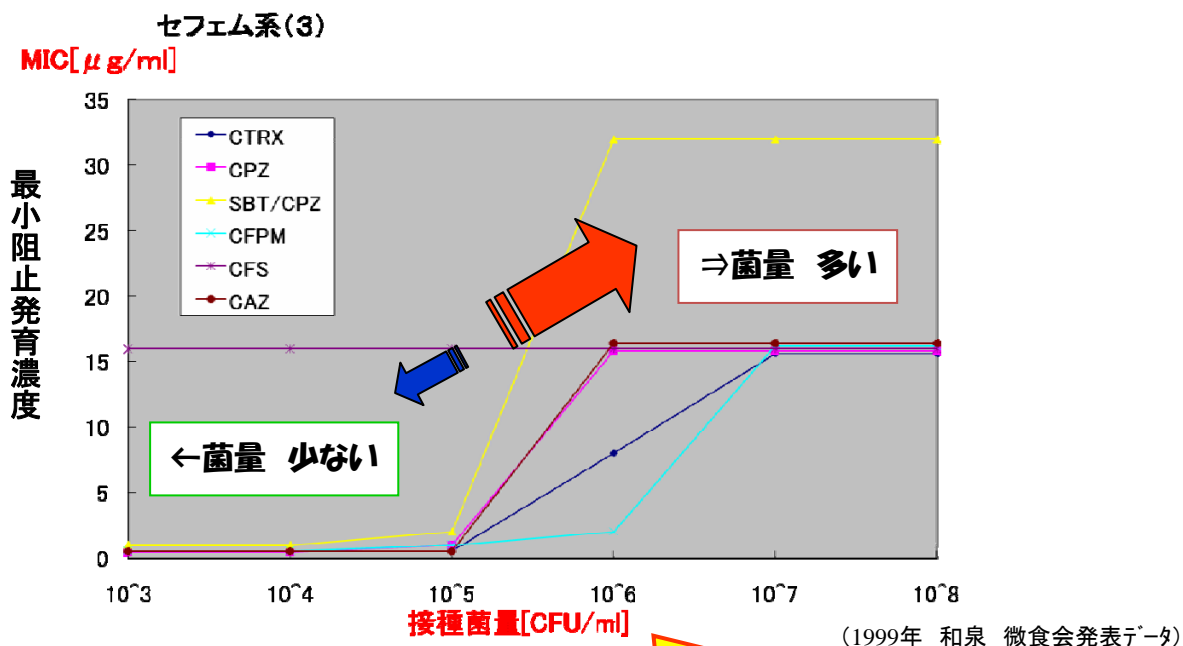 セフェム系(3)
MIC[μg/ml]
最小阻止発育濃度
35
30
25
20
15
10
5
0
CTRX
CPZ
SBT/CPZ
CFPM
CFS
CAZ
⇒菌量 多い
←菌量 少ない
10^3 10^4 10^5 10^6 10^7 10^8
接種菌量[CFU/ml]
(1999年 和泉 微食会発表データ)